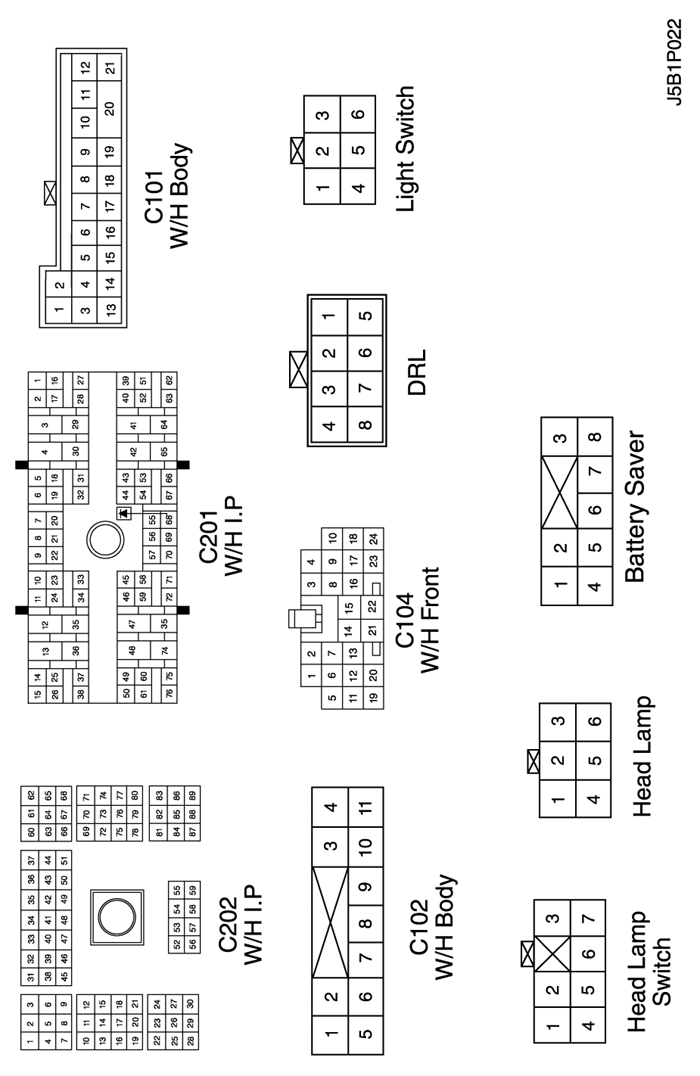 1 2 3
4 5 6
7 8 9
10 11 12
13 14 15
16 17 18
19 20 21
22 23 24
25 26 27
28 29 30
31 32 33 34 35 36 37
38 39 40 41 42 43 44
45 46 47 48 49 50 51
52 53 54 55
56 57 58 59
60 61 62
63 64 65
66 67 68
69 70 71
72 73 74
75 76 77
78 79 80
81 82 83
84 85 86
87 88 89
C202
W/H I.P
15 14 13 12 11 10 9 8 7 6 5 4 3 2 1
26 25 24 23 22 21 20 19 18 17 16
38 37 36 35 34 33 32 31 30 29 28 27
50 49 48 47 46 45 44 43 42 41 40 39
61 60 59 58 57 56 55 54 53 52 51
76 75 74 35 72 71 70 69 68 67 66 65 64 63 62
C201
W/H I.P
1 2
3 4 5 6 7 8 9 10 11 12
13 14 15 16 17 18 19 20 21
C101
W/H Body
1 2 3 4
5 6 7 8 9 10 11
C102
W/H Body
1 2 3 4
5 6 7 8 9 10
11 12 13 14 15 16 17 18
19 20 21 22 23 24
C104
W/H Front
4 3 2 1
8 7 6 5
DRL
1 2 3
4 5 6
Light Switch
1 2 3
4 5 6 7
Head Lamp
Switch
1 2 3
4 5 6
Head Lamp
1 2 3
4 5 6 7 8
Battery Saver
J5B1P022